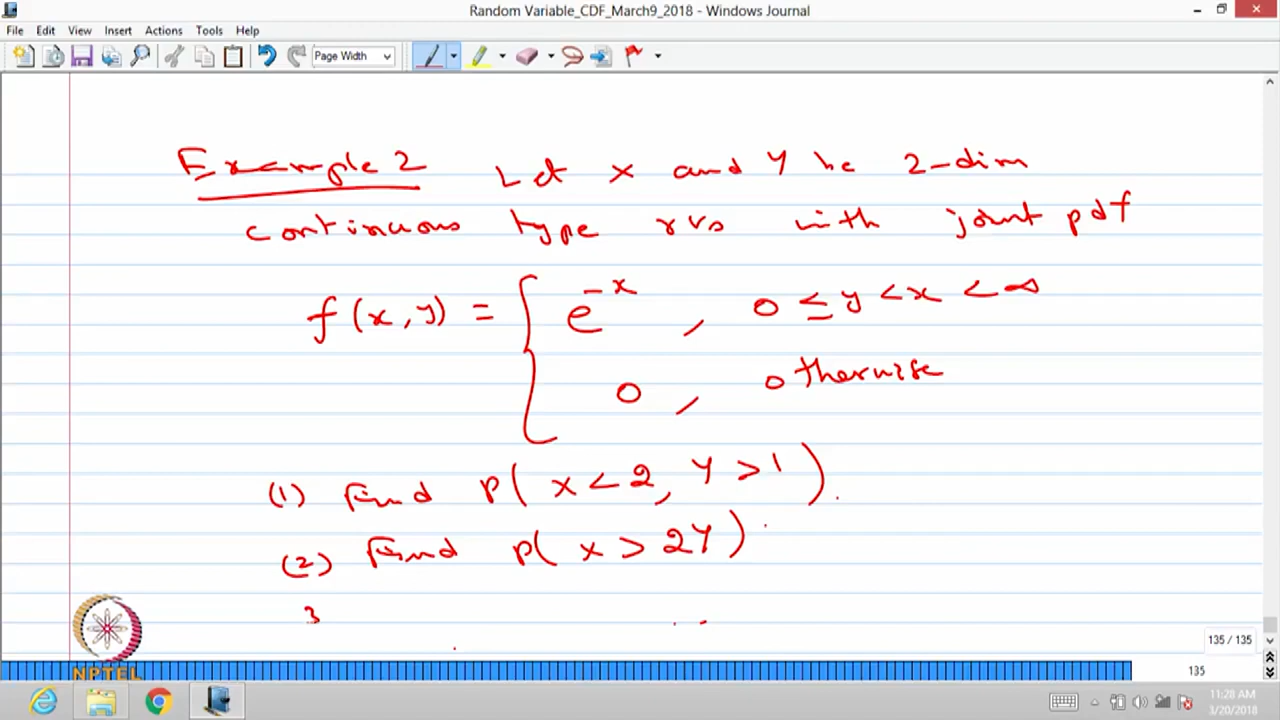 Random Variable_CDF_March9_2018 - Windows Journal
File Edit View Insert Actions Tools Help
Page Width
Example 2 Let X and Y be 2-dim
continuous type rvs with joint pdf
f(x,y) = { e^{-x} , 0 ≤ y < x < ∞
0 , otherwise
(1) Find P( X < 2, Y > 1 ).
(2) Find P( X > 2Y )
3
135 / 135
NPTEL
135
11:28 AM
3/20/2018